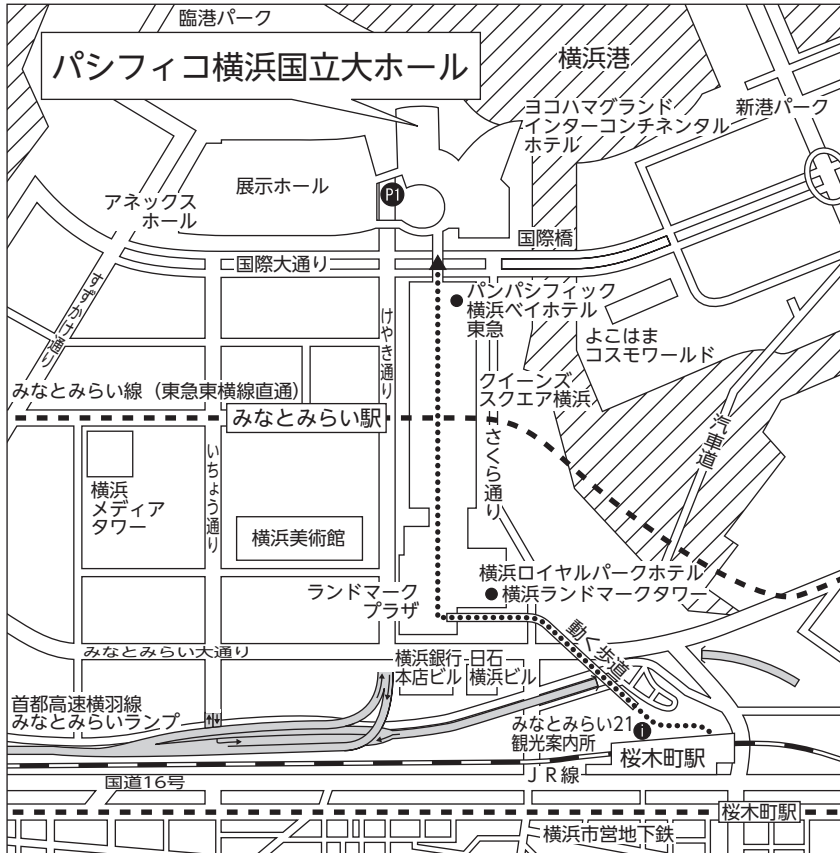 臨港パーク
パシフィコ横浜国立大ホール
横浜港
ヨコハマグランド
インターコンチネンタル
ホテル
新港パーク
展示ホール
P1
アネックス
ホール
国際橋
国際大通り
すずかけ通り
けやき通り
パンパシフィック
横浜ベイホテル
東急
よこはま
コスモワールド
みなとみらい線（東急東横線直通）
クイーンズ
スクエア横浜
みなとみらい駅
さくら通り
汽車道
いちょう通り
横浜
メディア
タワー
横浜美術館
横浜ロイヤルパークホテル
横浜ランドマークタワー
ランドマーク
プラザ
動く歩道
みなとみらい大通り
横浜銀行
本店ビル
日石
横浜ビル
首都高速横羽線
みなとみらいランプ
みなとみらい21
観光案内所
i
桜木町駅
ＪＲ線
国道16号
桜木町駅
横浜市営地下鉄